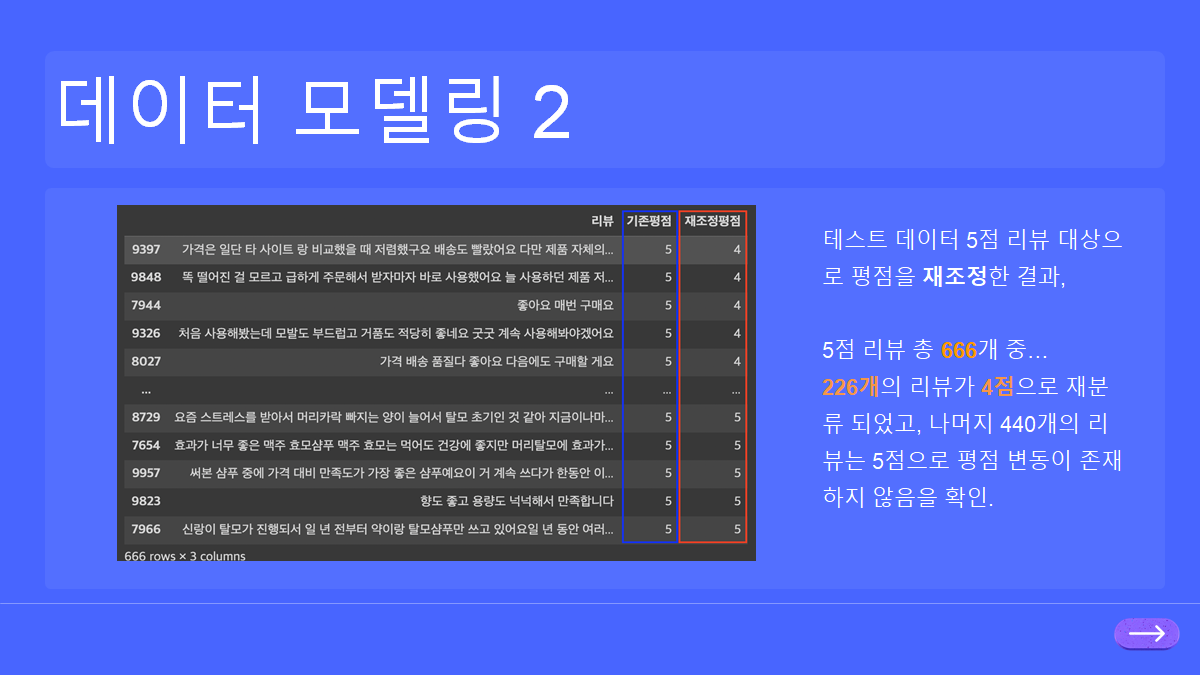 데이터 모델링 2
리뷰 기존평점 재조정평점
9397 가격은 일단 타 사이트 랑 비교했을 때 저렴했구요 배송도 빨랐어요 다만 제품 자체의... 5 4
9848 똑 떨어진 걸 모르고 급하게 주문해서 받자마자 바로 사용했어요 늘 사용하던 제품 저... 5 4
7944 좋아요 매번 구매요 5 4
9326 처음 사용해봤는데 모발도 부드럽고 거품도 적당히 좋네요 굿굿 계속 사용해봐야겠어요 5 4
8027 가격 배송 품질다 좋아요 다음에도 구매할 게요 5 4
... ... ... ...
8729 요즘 스트레스를 받아서 머리카락 빠지는 양이 늘어서 탈모 초기인 것 같아 지금이나마... 5 5
7654 효과가 너무 좋은 맥주 효모샴푸 맥주 효모는 먹어도 건강에 좋지만 머리탈모에 효과가... 5 5
9957 써본 샴푸 중에 가격 대비 만족도가 가장 좋은 샴푸예요이 거 계속 쓰다가 한동안 이... 5 5
9823 향도 좋고 용량도 넉넉해서 만족합니다 5 5
7966 신랑이 탈모가 진행되서 일 년 전부터 약이랑 탈모샴푸만 쓰고 있어요일 년 동안 여러... 5 5
666 rows × 3 columns
테스트 데이터 5점 리뷰 대상으
로 평점을 재조정한 결과,
5점 리뷰 총 666개 중...
226개의 리뷰가 4점으로 재분
류 되었고, 나머지 440개의 리
뷰는 5점으로 평점 변동이 존재
하지 않음을 확인.